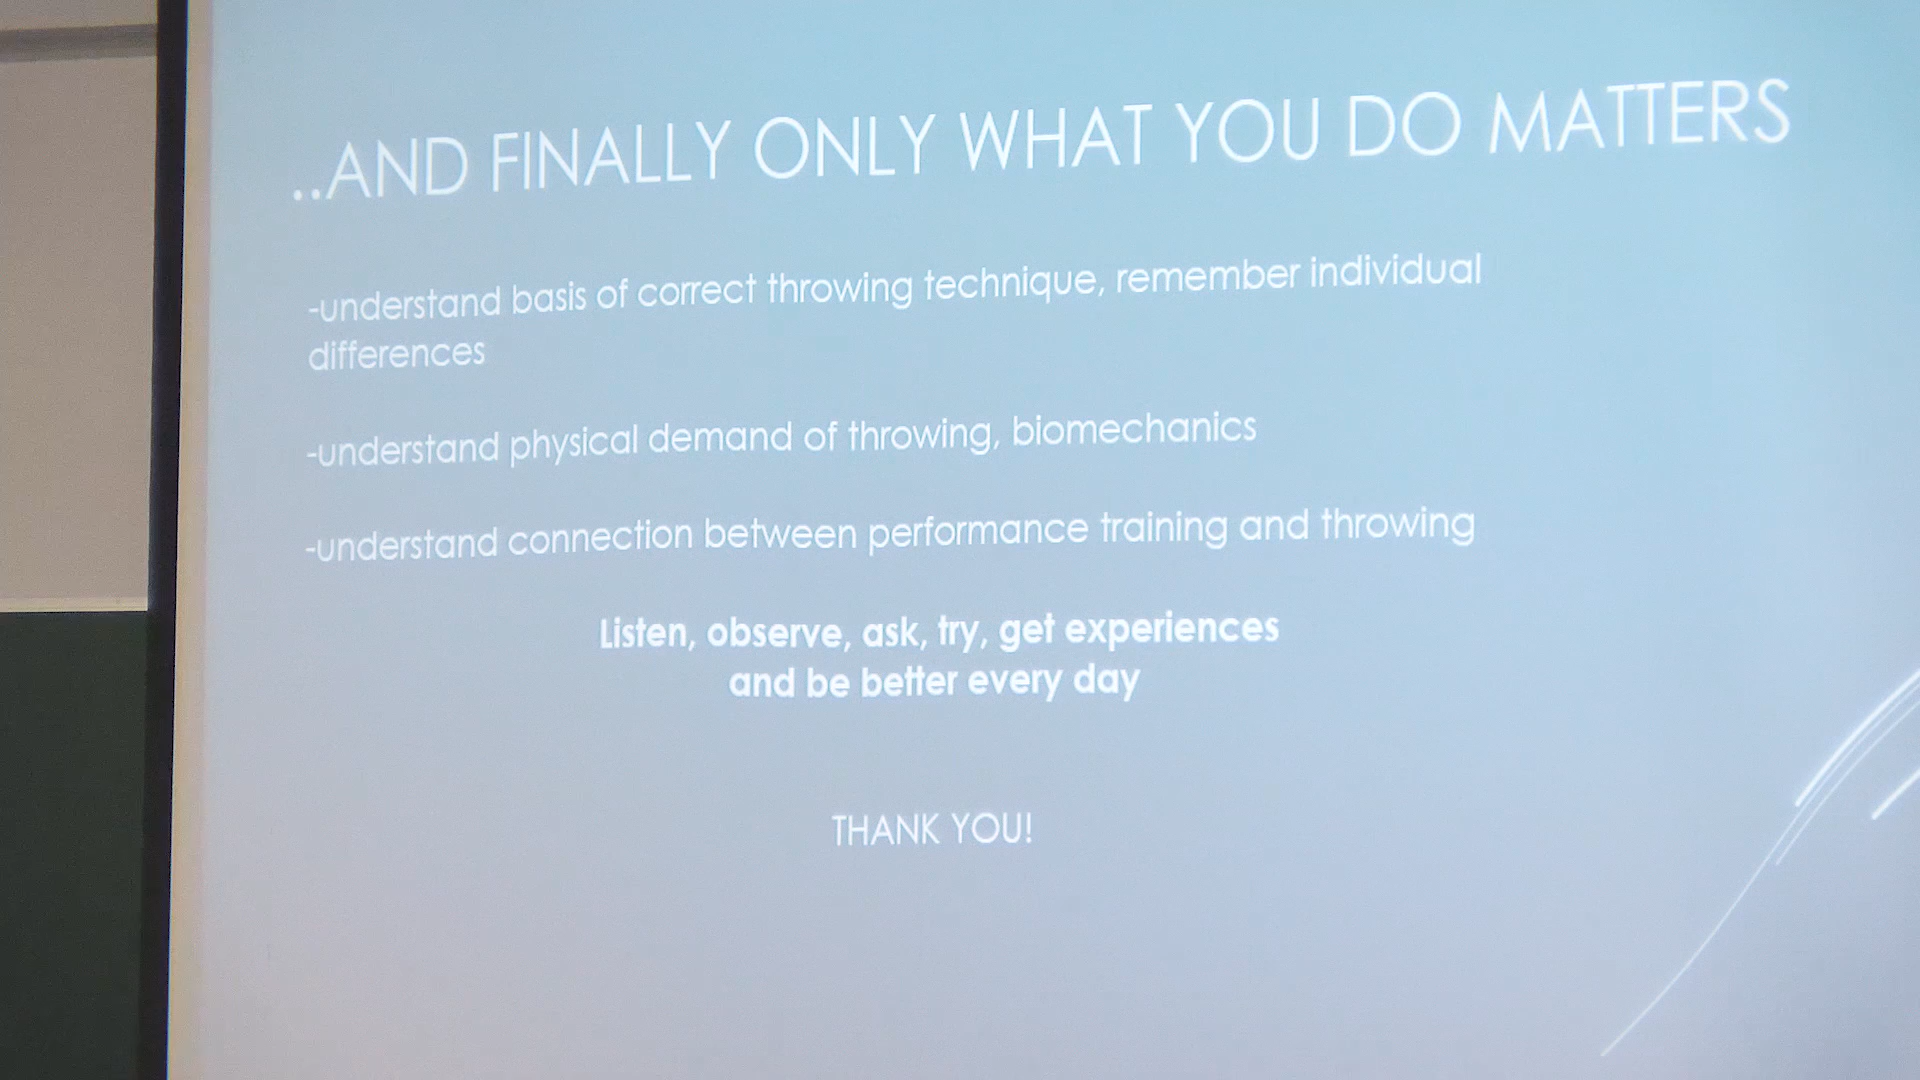 ..AND FINALLY ONLY WHAT YOU DO MATTERS
-understand basis of correct throwing technique, remember individual
differences
-understand physical demand of throwing, biomechanics
-understand connection between performance training and throwing
Listen, observe, ask, try, get experiences
and be better every day
THANK YOU!